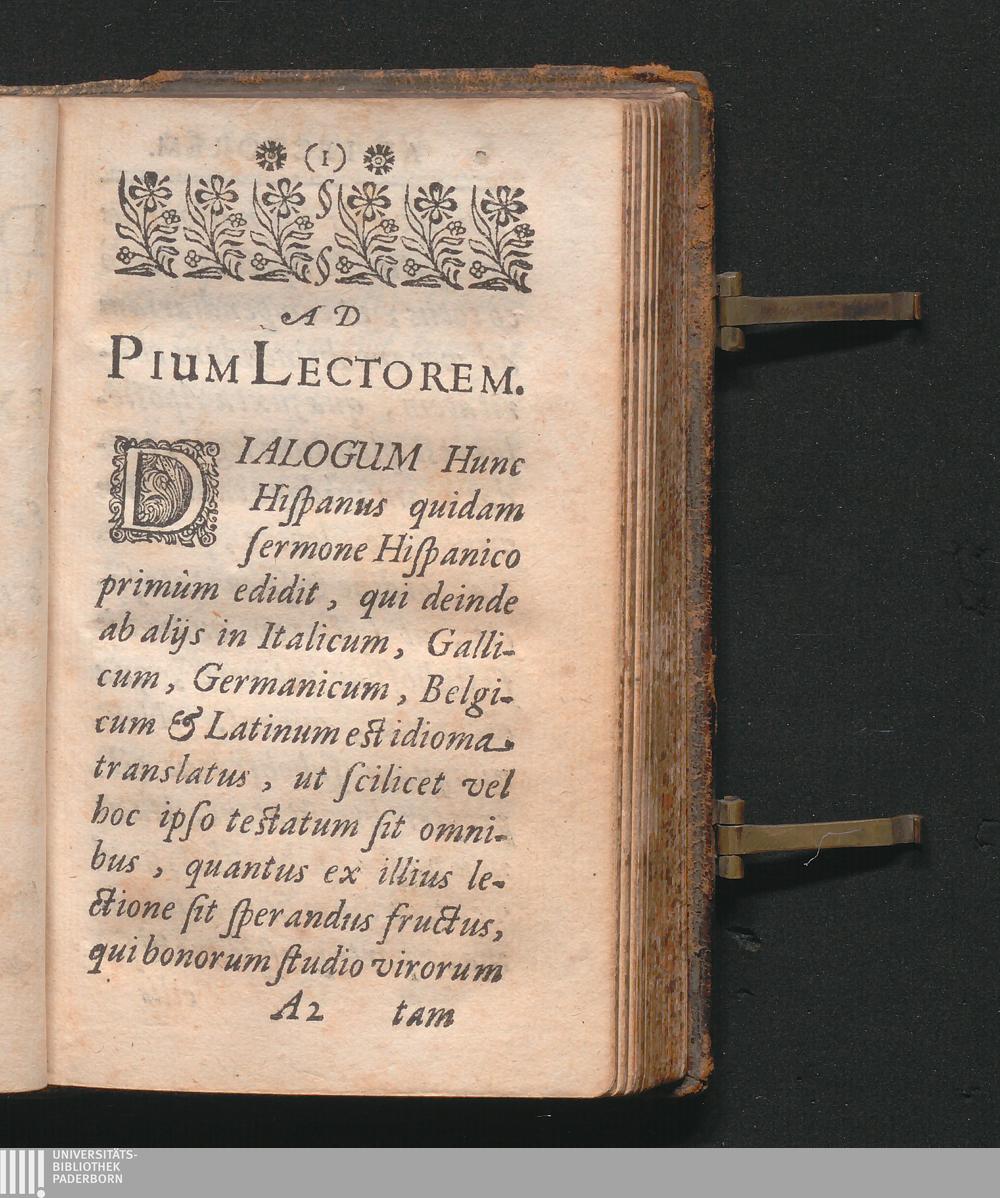 (1)
AD
PIUM LECTOREM.
DIALOGUM Hunc
Hiſpanus quidam
ſermone Hiſpanico
primùm edidit, qui deinde
ab alijs in Italicum, Galli-
cum, Germanicum, Belgi-
cum & Latinum eſt idioma
translatus, ut ſcilicet vel
hoc ipſo teſtatum ſit omni-
bus, quantus ex illius le-
ctione ſit ſperandus fructus,
qui bonorum ſtudio virorum
A2 tam
UNIVERSITÄTS-
BIBLIOTHEK
PADERBORN